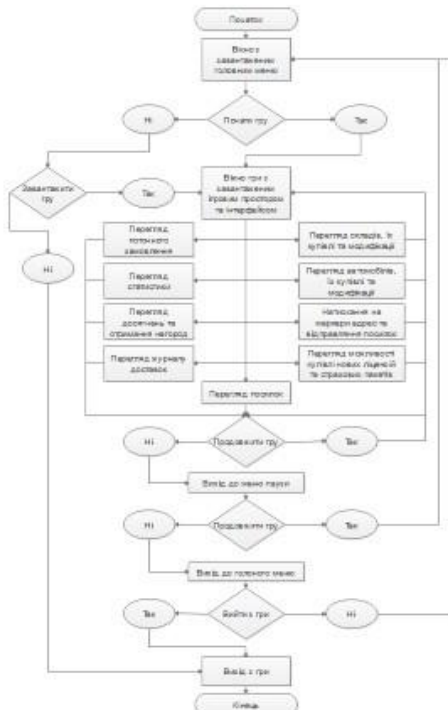 Початок
Вікно з
завантаженим
головним меню
Ні
Почати гру
Так
Завантажити
гру
Так
Вікно гри з
завантаженим
ігровим простором
та інтерфейсом
Ні
Перегляд
поточного
замовлення
Перегляд складів, їх
купівлі та модифікації
Перегляд
статистики
Перегляд автомобілів,
їх купівлі та
модифікації
Перегляд
досягнень та
отримання нагород
Натискання на
маркери адрес та
відправлення посилок
Перегляд журналу
доставок
Перегляд можливості
купівлі нових ліцензій
та страхових
Перегляд посилок
Ні
Продовжити гру
Так
Вихід до меню паузи
Ні
Продовжити гру
Так
Вихід до голоного меню
Так
Вийти з гри
Ні
Вихід з гри
Кінець